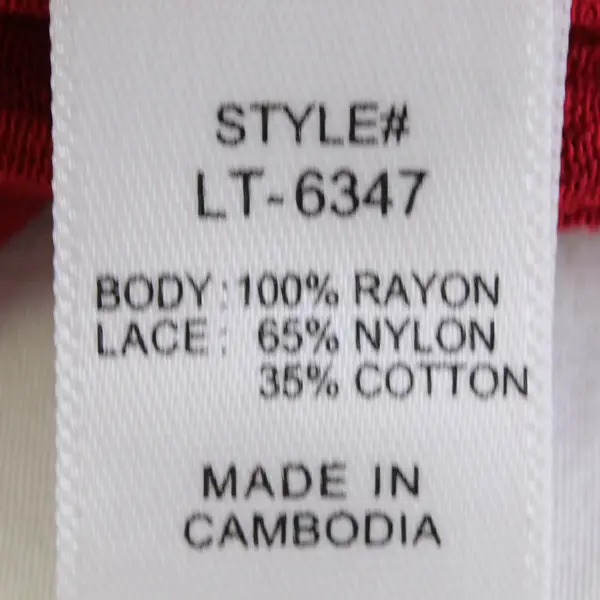 STYLE#
LT-6347
BODY: 100% RAYON
LACE: 65% NYLON
35% COTTON
MADE IN
CAMBODIA